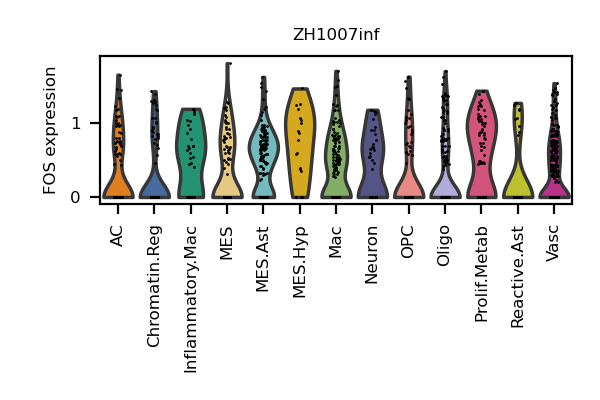 ZH1007inf
FOS expression
1
0
AC
Chromatin.Reg
Inflammatory.Mac
MES
MES.Ast
MES.Hyp
Mac
Neuron
OPC
Oligo
Prolif.Metab
Reactive.Ast
Vasc